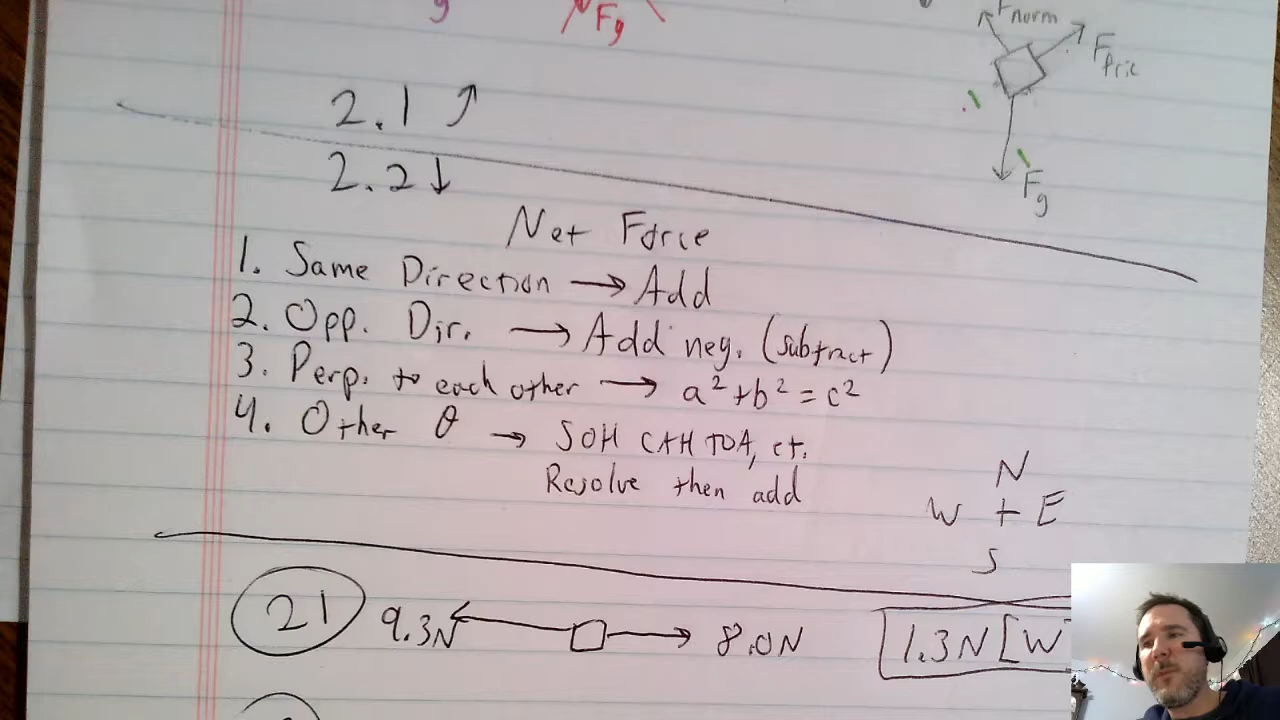 g
Fg
Fnorm
Ffric
Fg
2.1
2.2
Net Force
1. Same Direction → Add
2. Opp. Dir. → Add neg. (subtract)
3. Perp. to each other → a² + b² = c²
4. Other θ → SOH CAH TOA, et.
Resolve then add
N
W + E
S
21 9.3N 8.0N 1.3N [W